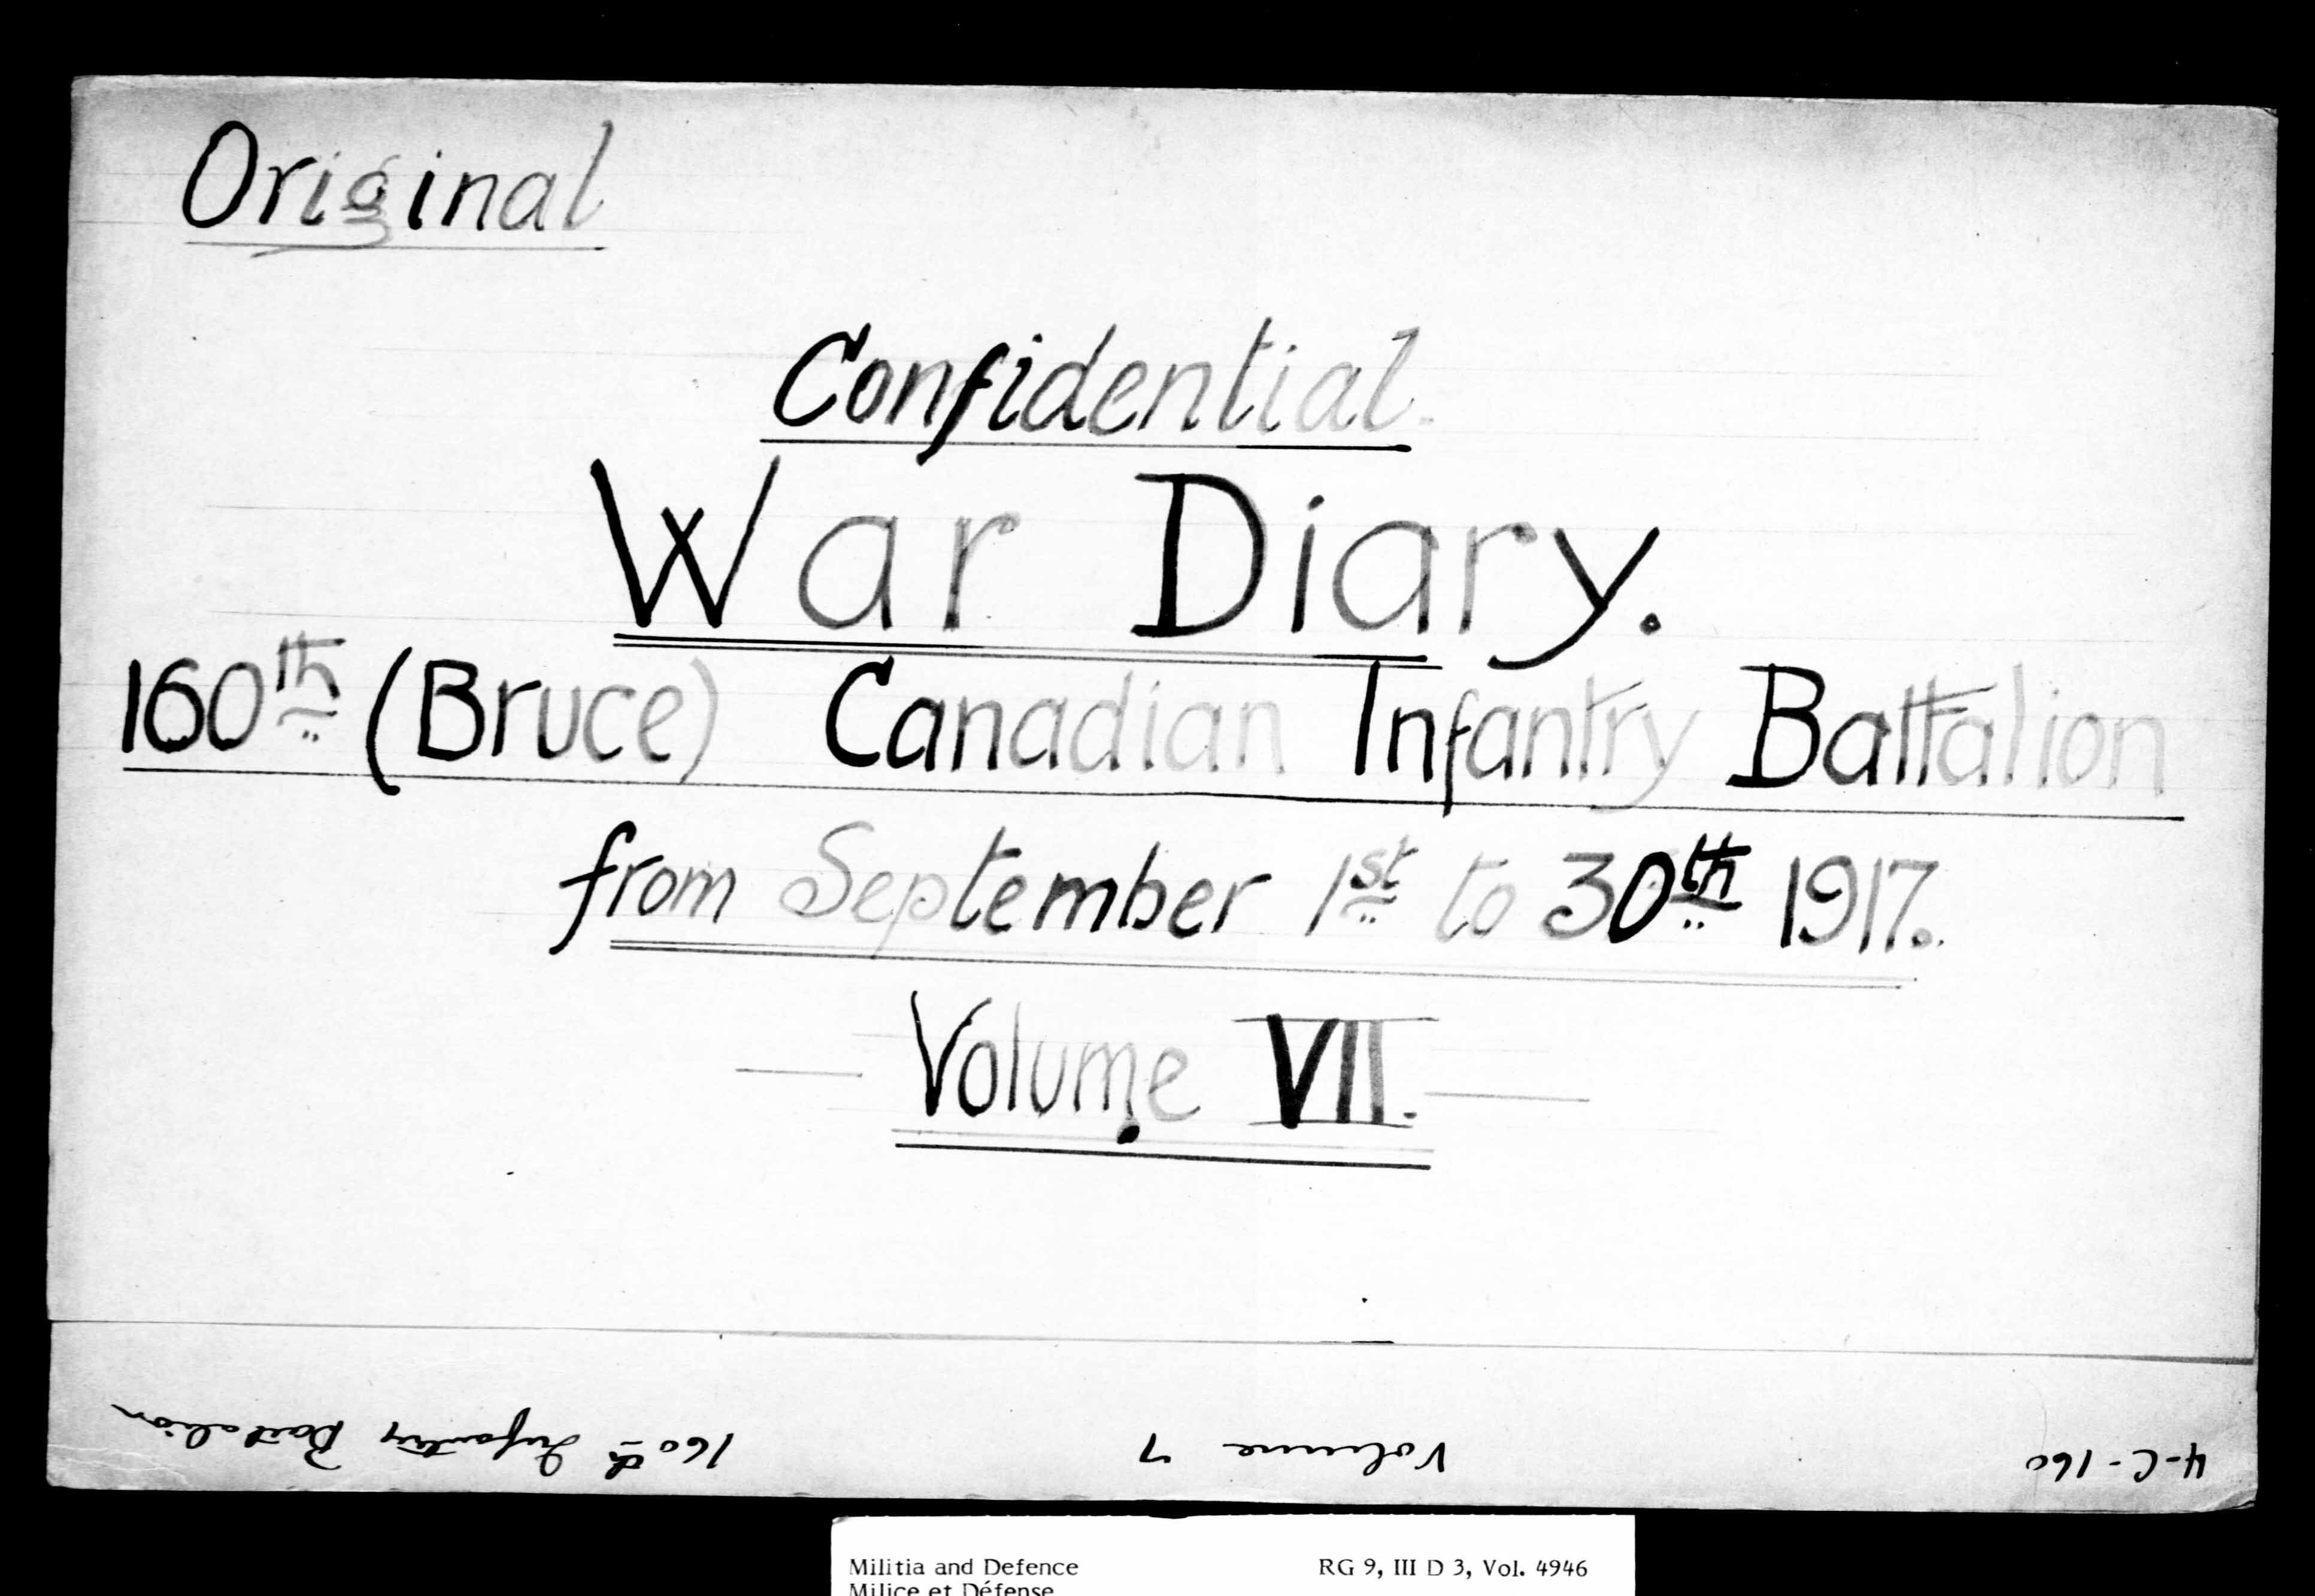 Original
Confidential.
War Diary.
160th (Bruce) Canadian Infantry Battalion
from September 1st to 30th 1917.
Volume VII.
4-C-160 Volume 7 160th Infantry Battalion
Militia and Defence RG 9, III D 3, Vol. 4946
Milice et Défense